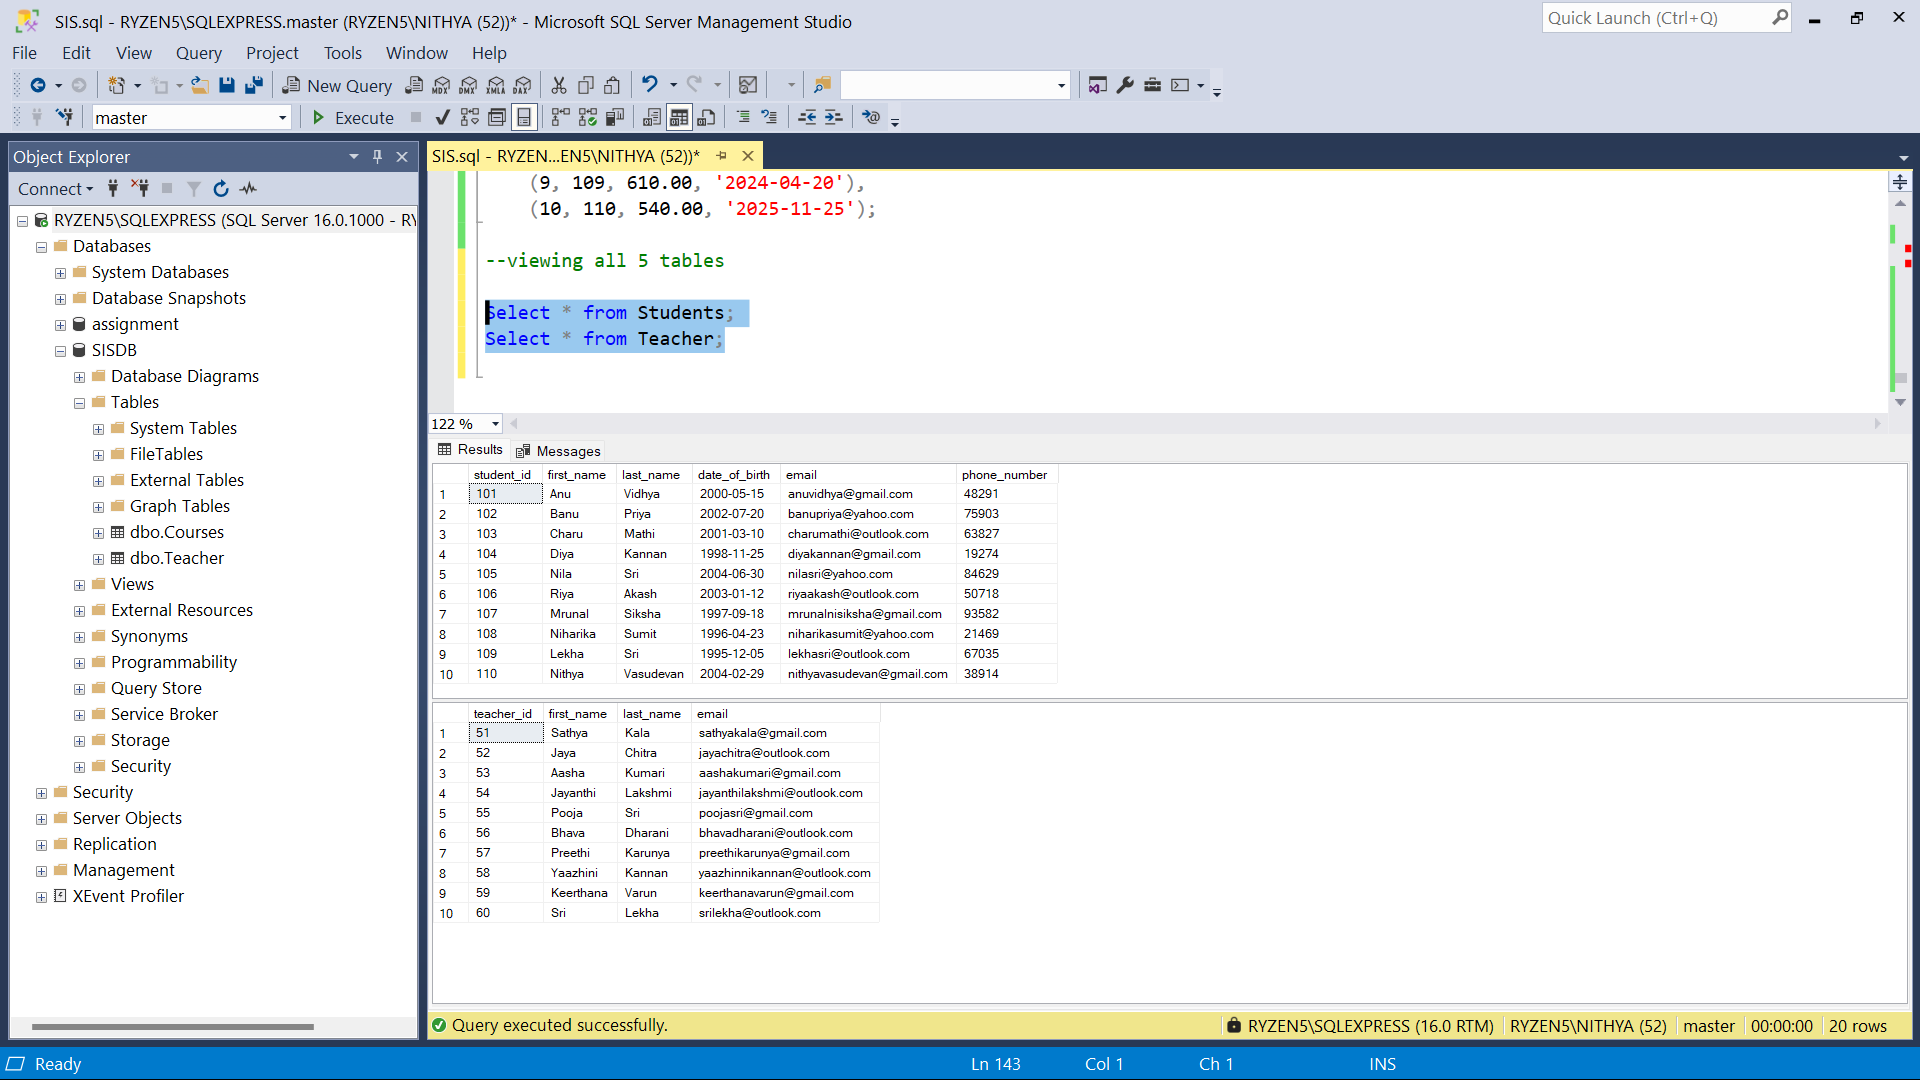 SIS.sql - RYZEN5\SQLEXPRESS.master (RYZEN5\NITHYA (52))* - Microsoft SQL Server Management Studio
Quick Launch (Ctrl+Q)
File Edit View Query Project Tools Window Help
New Query MDX DMX XMLA DAX
master Execute
Object Explorer
Connect
RYZEN5\SQLEXPRESS (SQL Server 16.0.1000 - RY
Databases
System Databases
Database Snapshots
assignment
SISDB
Database Diagrams
Tables
System Tables
FileTables
External Tables
Graph Tables
dbo.Courses
dbo.Teacher
Views
External Resources
Synonyms
Programmability
Query Store
Service Broker
Storage
Security
Security
Server Objects
Replication
Management
XEvent Profiler
SIS.sql - RYZEN...EN5\NITHYA (52))*
(9, 109, 610.00, '2024-04-20'),
(10, 110, 540.00, '2025-11-25');
--viewing all 5 tables
Select * from Students;
Select * from Teacher;
122 %
Results Messages
student_id first_name last_name date_of_birth email phone_number
1 101 Anu Vidhya 2000-05-15 anuvidhya@gmail.com 48291
2 102 Banu Priya 2002-07-20 banupriya@yahoo.com 75903
3 103 Charu Mathi 2001-03-10 charumathi@outlook.com 63827
4 104 Diya Kannan 1998-11-25 diyakannan@gmail.com 19274
5 105 Nila Sri 2004-06-30 nilasri@yahoo.com 84629
6 106 Riya Akash 2003-01-12 riyaakash@outlook.com 50718
7 107 Mrunal Siksha 1997-09-18 mrunalnisiksha@gmail.com 93582
8 108 Niharika Sumit 1996-04-23 niharikasumit@yahoo.com 21469
9 109 Lekha Sri 1995-12-05 lekhasri@outlook.com 67035
10 110 Nithya Vasudevan 2004-02-29 nithyavasudevan@gmail.com 38914
teacher_id first_name last_name email
1 51 Sathya Kala sathyakala@gmail.com
2 52 Jaya Chitra jayachitra@outlook.com
3 53 Aasha Kumari aashakumari@gmail.com
4 54 Jayanthi Lakshmi jayanthilakshmi@outlook.com
5 55 Pooja Sri poojasri@gmail.com
6 56 Bhava Dharani bhavadharani@outlook.com
7 57 Preethi Karunya preethikarunya@gmail.com
8 58 Yaazhini Kannan yaazhinnikannan@outlook.com
9 59 Keerthana Varun keerthanavarun@gmail.com
10 60 Sri Lekha srilekha@outlook.com
Query executed successfully. RYZEN5\SQLEXPRESS (16.0 RTM) RYZEN5\NITHYA (52) master 00:00:00 20 rows
Ready Ln 143 Col 1 Ch 1 INS